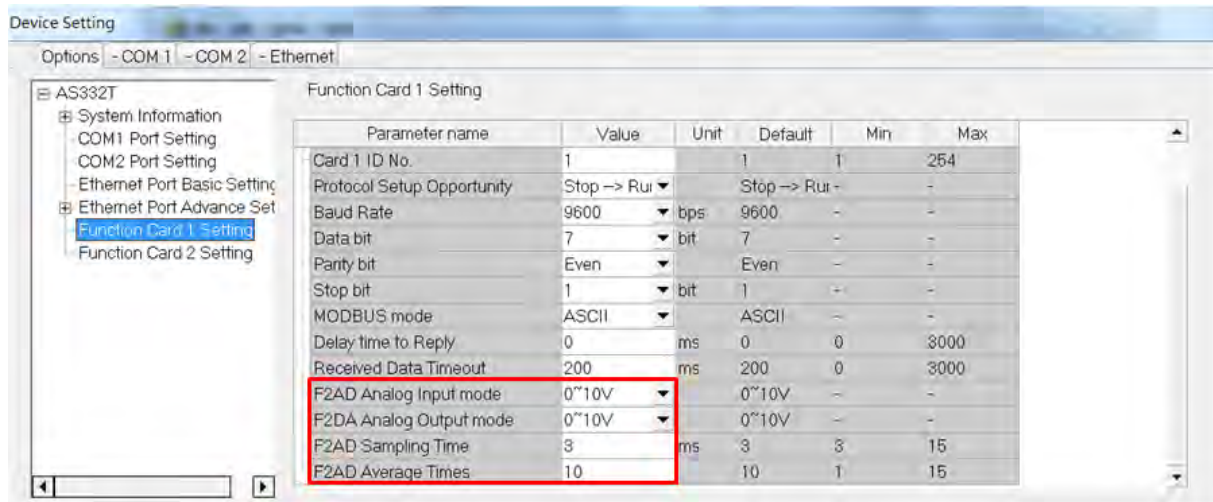 Device Setting
Options - COM 1 - COM 2 - Ethernet
AS332T
System Information
COM1 Port Setting
COM2 Port Setting
Ethernet Port Basic Setting
Ethernet Port Advance Set
Function Card 1 Setting
Function Card 2 Setting
Function Card 1 Setting
Parameter name Value Unit Default Min Max
Card 1 ID No. 1 1 1 254
Protocol Setup Opportunity Stop --> Rui Stop --> Rui - -
Baud Rate 9600 bps 9600 - -
Data bit 7 bit 7 - -
Parity bit Even Even - -
Stop bit 1 bit 1 - -
MODBUS mode ASCII ASCII - -
Delay time to Reply 0 ms 0 0 3000
Received Data Timeout 200 ms 200 0 3000
F2AD Analog Input mode 0~10V 0~10V - -
F2DA Analog Output mode 0~10V 0~10V - -
F2AD Sampling Time 3 ms 3 3 15
F2AD Average Times 10 10 1 15